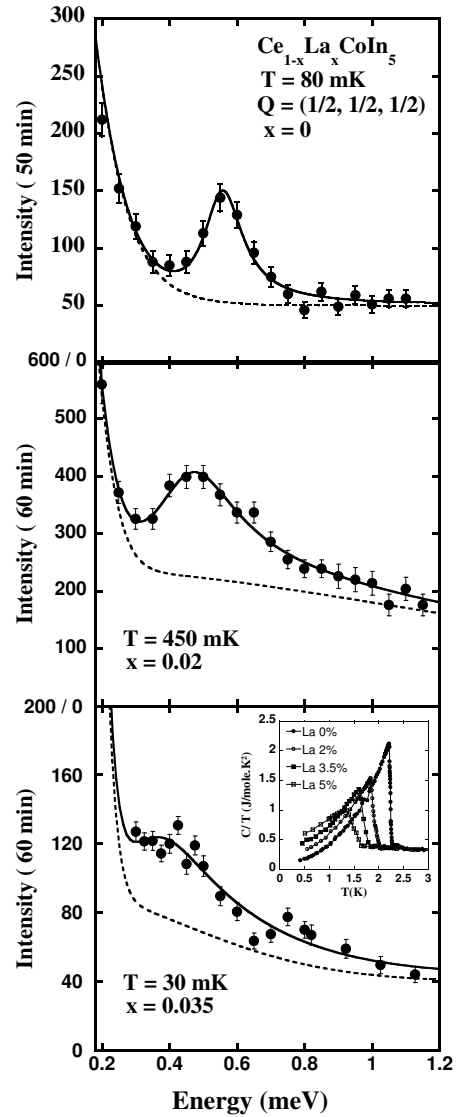 300
250
200
150
100
50
600 / 0
Intensity ( 50 min)
Ce1-xLaxCoIn5
T = 80 mK
Q = (1/2, 1/2, 1/2)
x = 0
500
400
300
200
100
200 / 0
Intensity ( 60 min)
T = 450 mK
x = 0.02
160
120
80
40
0
Intensity ( 60 min)
2.5
2
1.5
1
0.5
0
C/T (J/mole.K2)
La 0%
La 2%
La 3.5%
La 5%
0 0.5 1 1.5 2 2.5 3
T(K)
T = 30 mK
x = 0.035
0.2 0.4 0.6 0.8 1 1.2
Energy (meV)